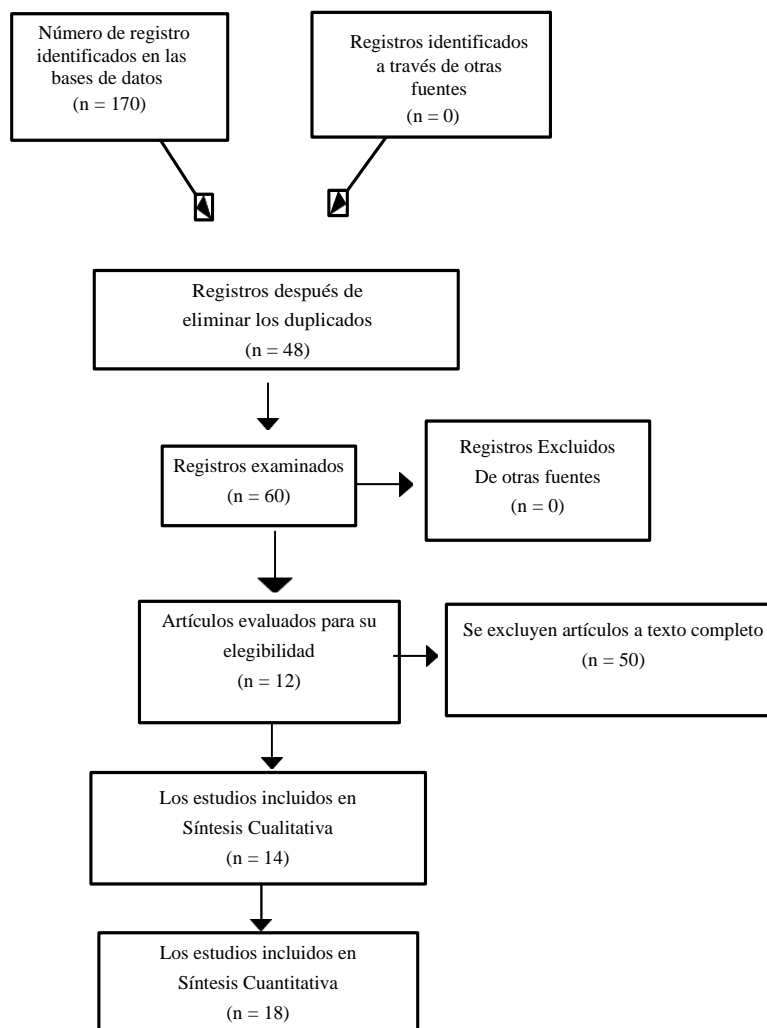 Número de registro
identificados en las
bases de datos
(n = 170)
Registros identificados
a través de otras
fuentes
(n = 0)
Registros después de
eliminar los duplicados
(n = 48)
Registros examinados
(n = 60)
Registros Excluidos
De otras fuentes
(n = 0)
Artículos evaluados para su
elegibilidad
(n = 12)
Se excluyen artículos a texto completo
(n = 50)
Los estudios incluidos en
Síntesis Cualitativa
(n = 14)
Los estudios incluidos en
Síntesis Cuantitativa
(n = 18)